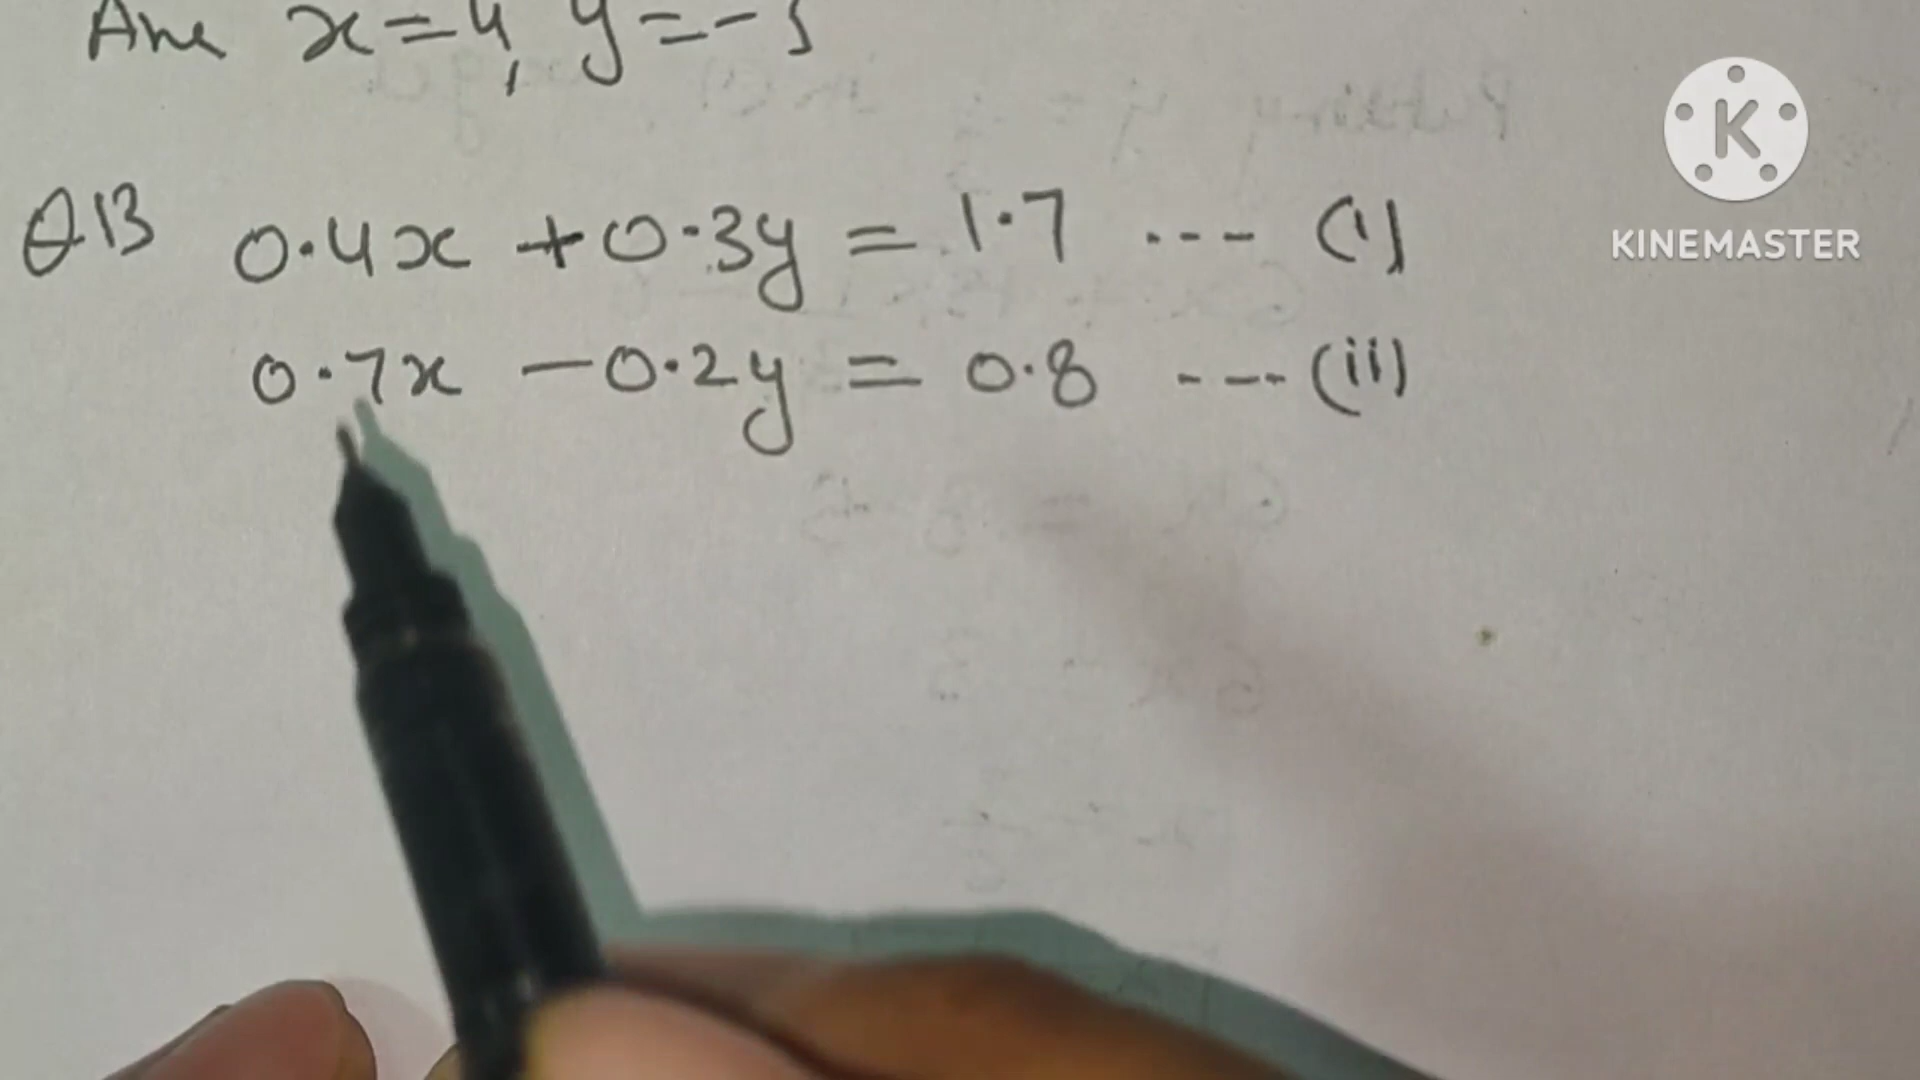 Ans x=4, y=-5
Q13 0.4x + 0.3y = 1.7 --- (i)
0.7x - 0.2y = 0.8 --- (ii)
K
KINEMASTER